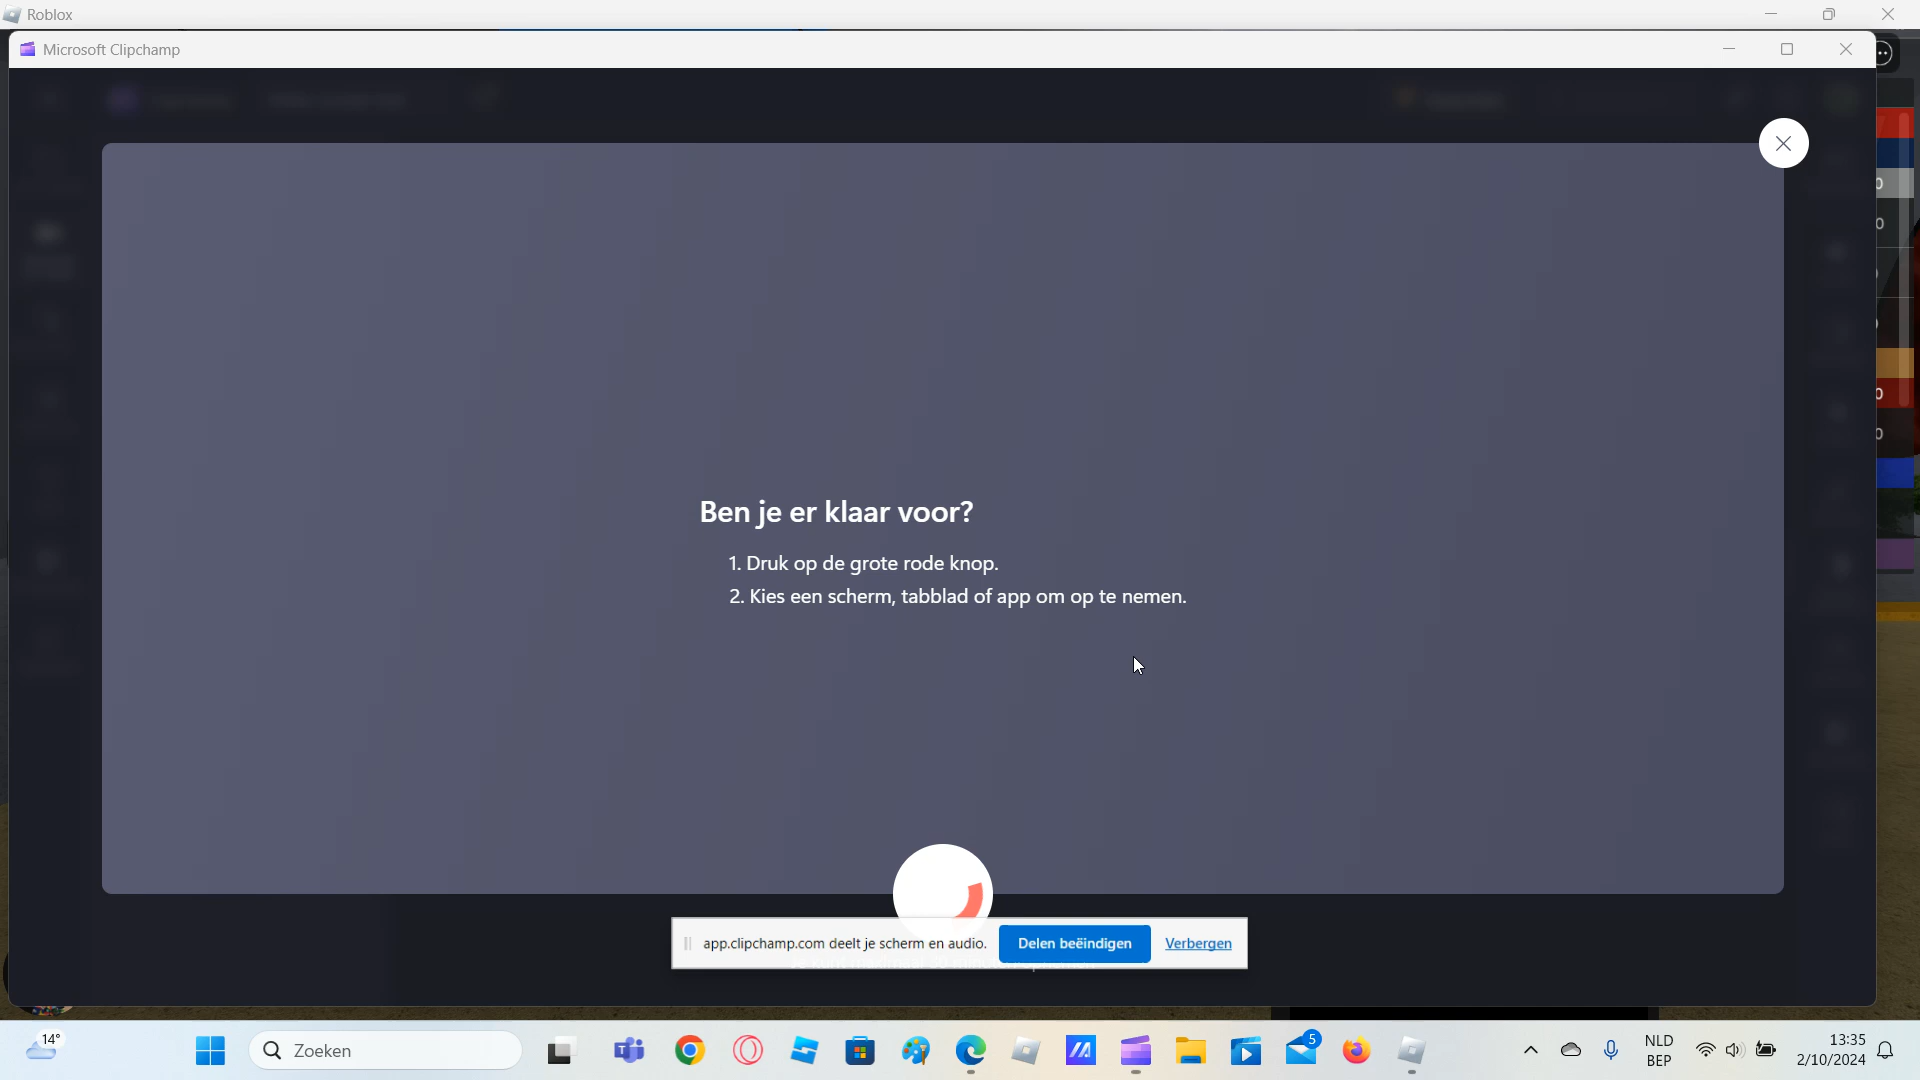 Roblox
Microsoft Clipchamp
Ben je er klaar voor?
1. Druk op de grote rode knop.
2. Kies een scherm, tabblad of app om op te nemen.
app.clipchamp.com deelt je scherm en audio.
Delen beëindigen
Verbergen
14°
Zoeken
5
NLD
BEP
13:35
2/10/2024